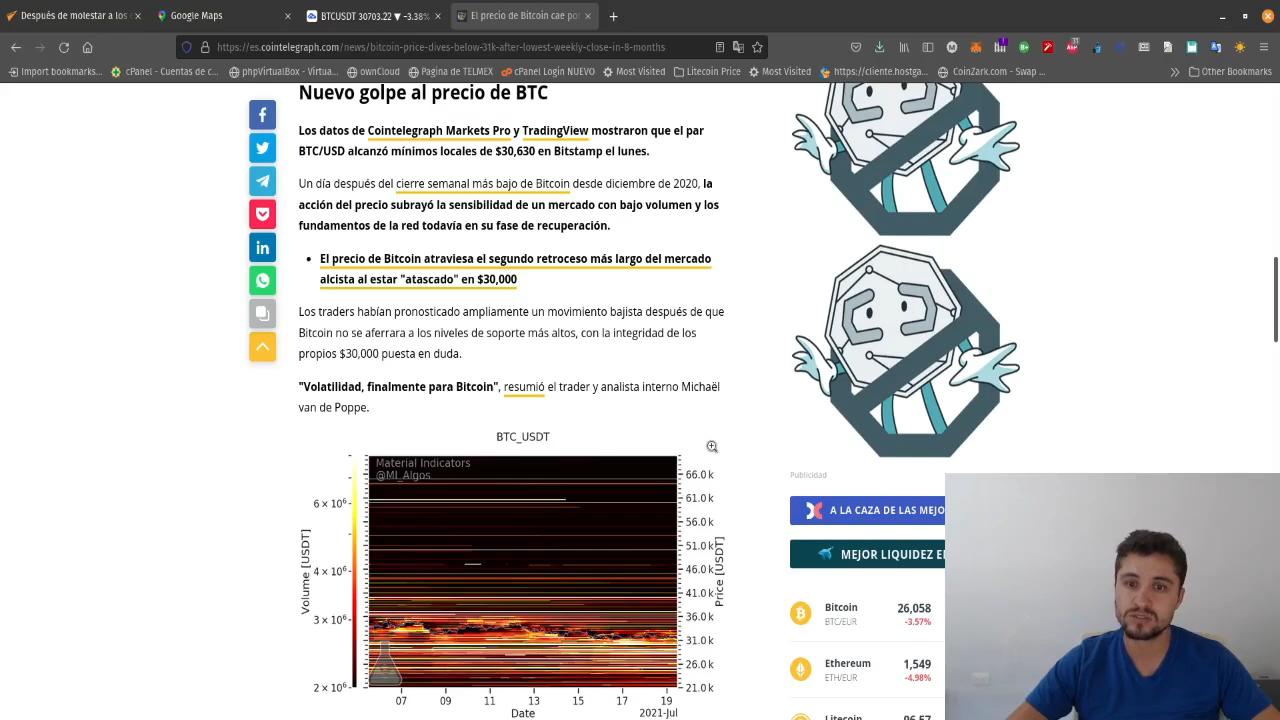 Después de molestar a los c
Google Maps
BTCUSDT 30703.22 ▼ −3.38%
El precio de Bitcoin cae po
https://es.cointelegraph.com/news/bitcoin-price-dives-below-31k-after-lowest-weekly-close-in-8-months
Import bookmarks...
cPanel - Cuentas de c...
phpVirtualBox - Virtua...
ownCloud
Pagina de TELMEX
cPanel Login NUEVO
Most Visited
Litecoin Price
Most Visited
https://cliente.hostga...
CoinZark.com - Swap ...
Other Bookmarks
31
Nuevo golpe al precio de BTC
Los datos de Cointelegraph Markets Pro y TradingView mostraron que el par
BTC/USD alcanzó mínimos locales de $30,630 en Bitstamp el lunes.
Un día después del cierre semanal más bajo de Bitcoin desde diciembre de 2020, la
acción del precio subrayó la sensibilidad de un mercado con bajo volumen y los
fundamentos de la red todavía en su fase de recuperación.
• El precio de Bitcoin atraviesa el segundo retroceso más largo del mercado
alcista al estar "atascado" en $30,000
Los traders habían pronosticado ampliamente un movimiento bajista después de que
Bitcoin no se aferrara a los niveles de soporte más altos, con la integridad de los
propios $30,000 puesta en duda.
"Volatilidad, finalmente para Bitcoin", resumió el trader y analista interno Michaël
van de Poppe.
BTC_USDT
Material Indicators
@MI_Algos
Volume [USDT]
6 × 10⁶
4 × 10⁶
3 × 10⁶
2 × 10⁶
66.0 k
61.0 k
56.0 k
51.0 k
46.0 k
41.0 k
36.0 k
31.0 k
26.0 k
21.0 k
Price [USDT]
07 09 11 13 15 17 19
Date
2021-Jul
Publicidad
A LA CAZA DE LAS MEJO
MEJOR LIQUIDEZ E
Bitcoin 26,058
BTC/EUR -3.57%
Ethereum 1,549
ETH/EUR -4.98%
Litecoin 96.57